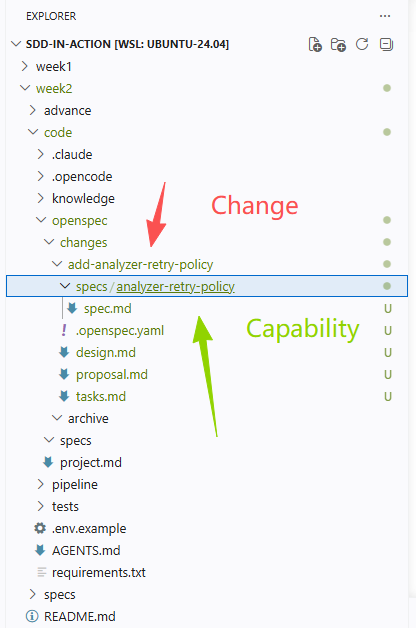 EXPLORER
SDD-IN-ACTION [WSL: UBUNTU-24.04]
week1
week2
advance
code
.claude
.opencode
knowledge
openspec
changes
Change
add-analyzer-retry-policy
specs / analyzer-retry-policy
spec.md U
Capability
! .openspec.yaml U
design.md U
proposal.md U
tasks.md U
archive
specs
project.md
pipeline
tests
.env.example
AGENTS.md
requirements.txt
specs
README.md